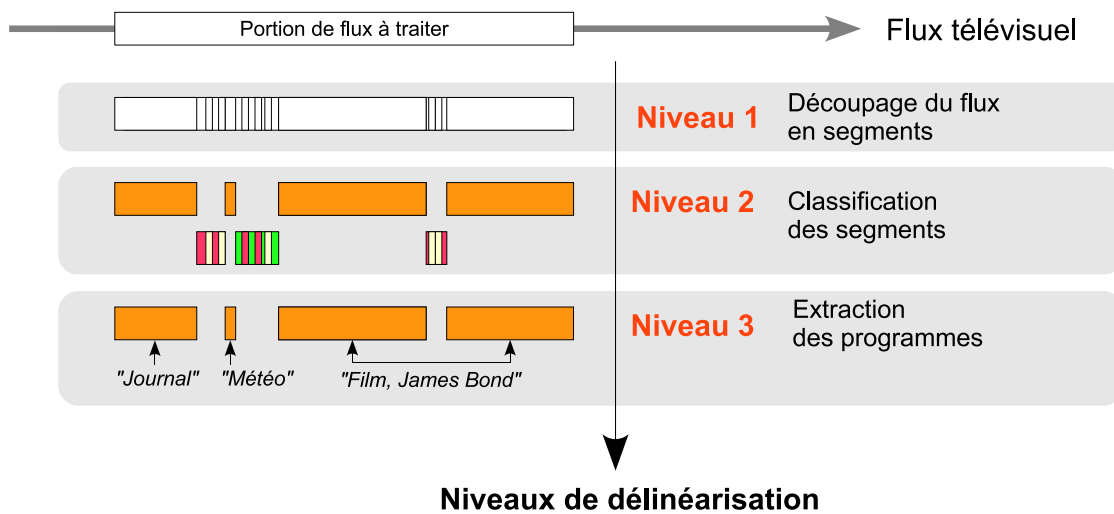 Portion de flux à traiter
Flux télévisuel
Niveau 1
Découpage du flux
en segments
Niveau 2
Classification
des segments
Niveau 3
Extraction
des programmes
"Journal"
"Météo"
"Film, James Bond"
Niveaux de délinéarisation